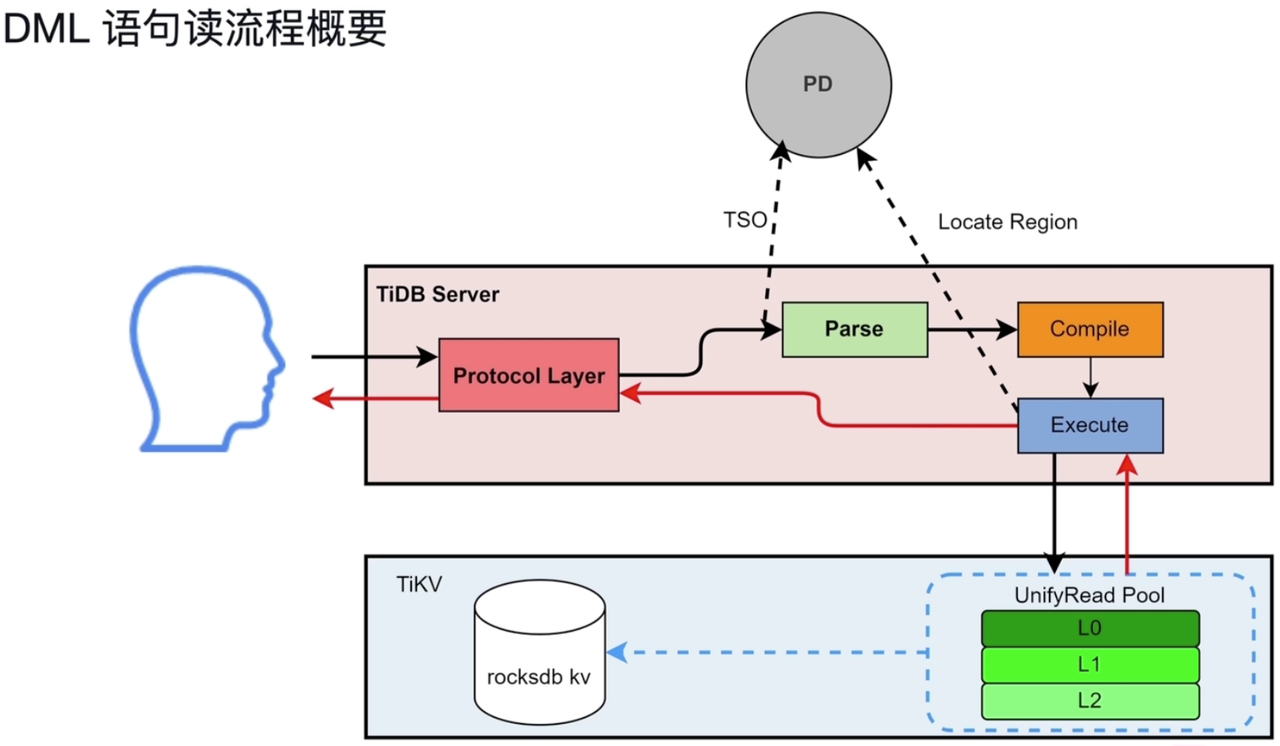 DML 语句读流程概要
PD
TSO
Locate Region
TiDB Server
Parse
Compile
Protocol Layer
Execute
TiKV
UnifyRead Pool
L0
L1
L2
rocksdb kv